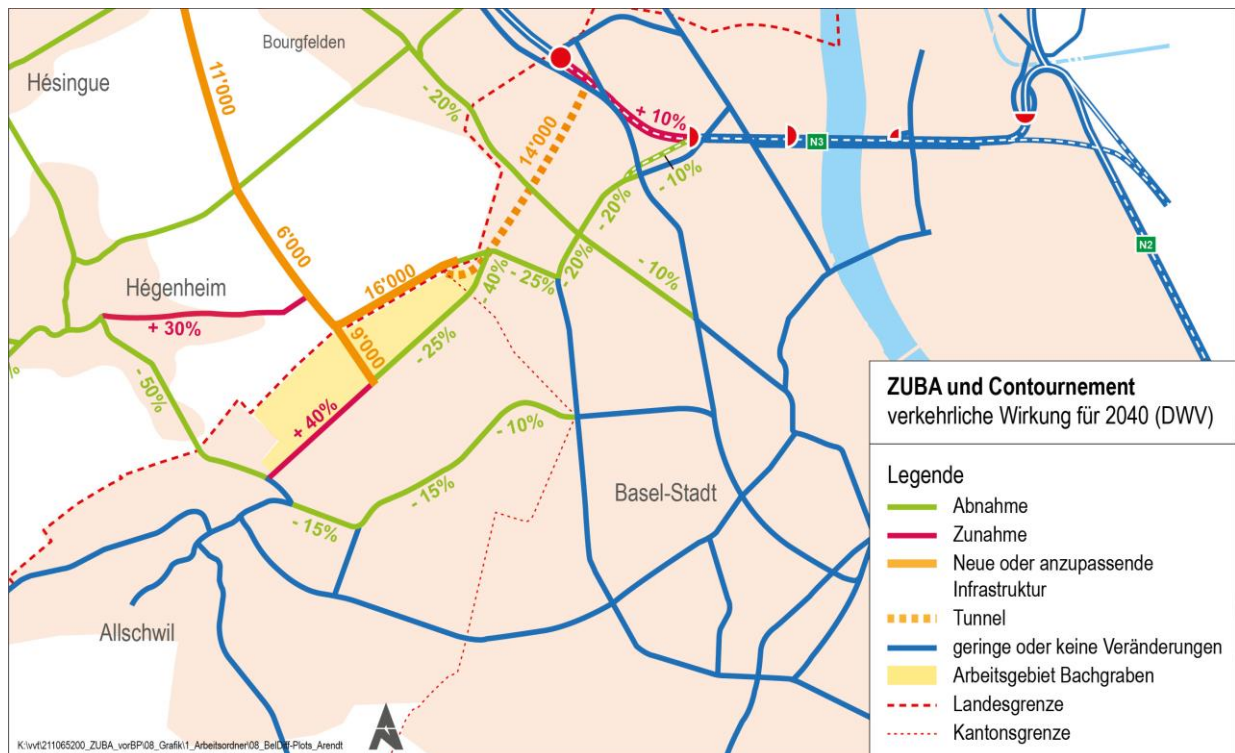 Bourgfelden
Hésingue
11'000
- 20%
+ 10%
14'000
N3
- 10%
- 20%
6'000
N2
Hégenheim
16'000
- 40%
- 25%
- 20%
- 10%
+ 30%
9'000
- 25%
%
- 50%
+ 40%
- 10%
- 15%
Basel-Stadt
- 15%
Allschwil
ZUBA und Contournement
verkehrliche Wirkung für 2040 (DWV)
Legende
Abnahme
Zunahme
Neue oder anzupassende
Infrastruktur
Tunnel
geringe oder keine Veränderungen
Arbeitsgebiet Bachgraben
Landesgrenze
Kantonsgrenze
K:\vvt\211065200_ZUBA_vorBP\08_Grafik\1_Arbeitsordner\08_BelDiff-Plots_Arendt